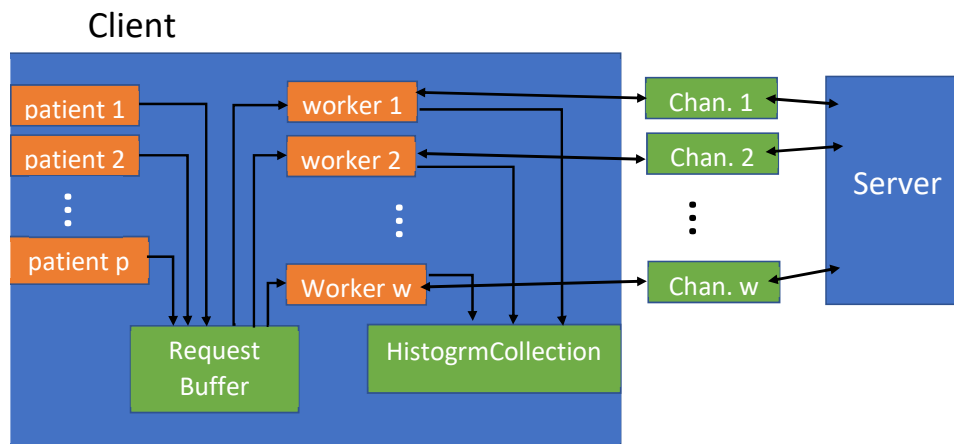 Client
patient 1
worker 1
Chan. 1
patient 2
worker 2
Chan. 2
Server
patient p
Worker w
Chan. w
Request
Buffer
HistogrmCollection